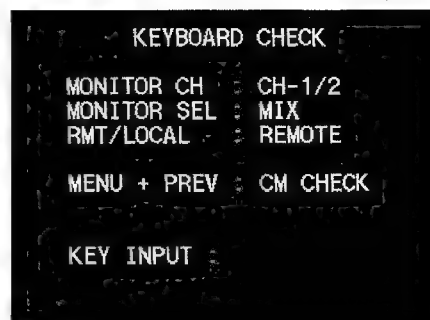 KEYBOARD CHECK
MONITOR CH : CH-1/2
MONITOR SEL : MIX
RMT/LOCAL : REMOTE
MENU + PREV : CM CHECK
KEY INPUT :